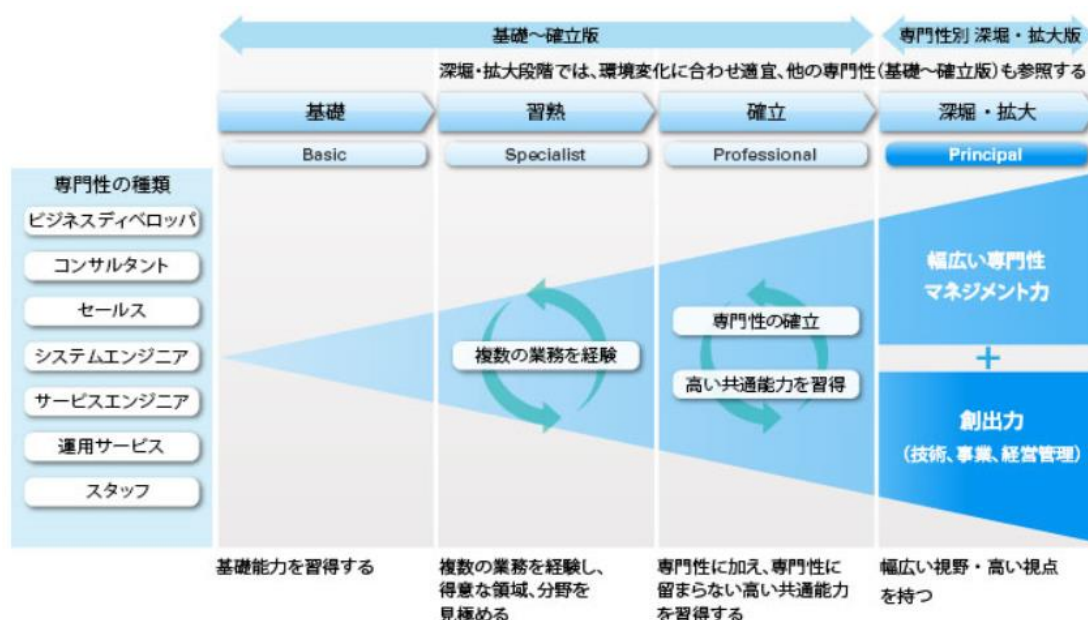 基礎～確立版
専門性別 深堀・拡大版
深堀・拡大段階では、環境変化に合わせ適宜、他の専門性(基礎～確立版)も参照する
基礎
習熟
確立
深堀・拡大
Basic
Specialist
Professional
Principal
専門性の種類
ビジネスディベロッパ
コンサルタント
セールス
システムエンジニア
サービスエンジニア
運用サービス
スタッフ
複数の業務を経験
専門性の確立
高い共通能力を習得
幅広い専門性
マネジメント力
+
創出力
(技術、事業、経営管理)
基礎能力を習得する
複数の業務を経験し、
得意な領域、分野を
見極める
専門性に加え、専門性に
留まらない高い共通能力
を習得する
幅広い視野・高い視点
を持つ